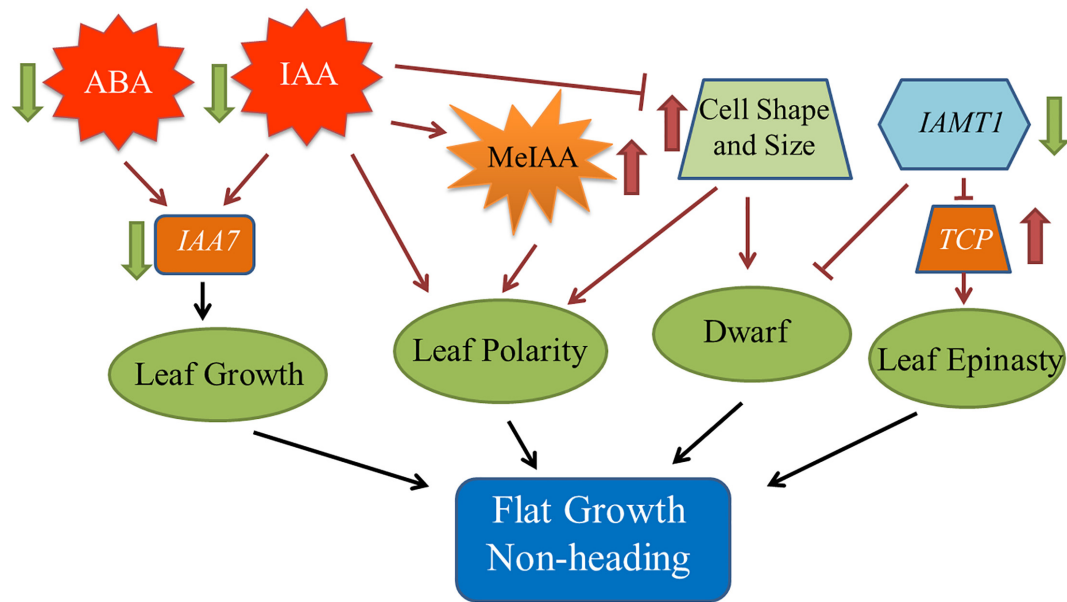 ABA
IAA
MeIAA
Cell Shape
and Size
IAMT1
IAA7
TCP
Leaf Growth
Leaf Polarity
Dwarf
Leaf Epinasty
Flat Growth
Non-heading